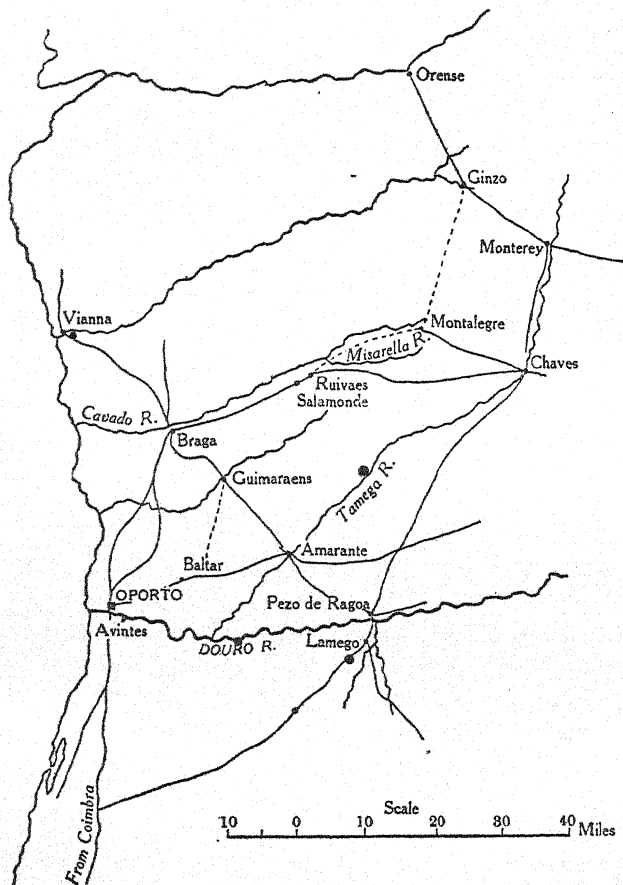 Orense
Ginzo
Monterey
Vianna
Montalegre
Misarella R.
Chaves
Ruivaes
Salamonde
Cavado R.
Braga
Guimaraens
Tamega R.
Amarante
Baltar
OPORTO
Pezo de Ragoa
Avintes
DOURO R.
Lamego
From Coimbra
Scale
10 0 10 20 30 40 Miles